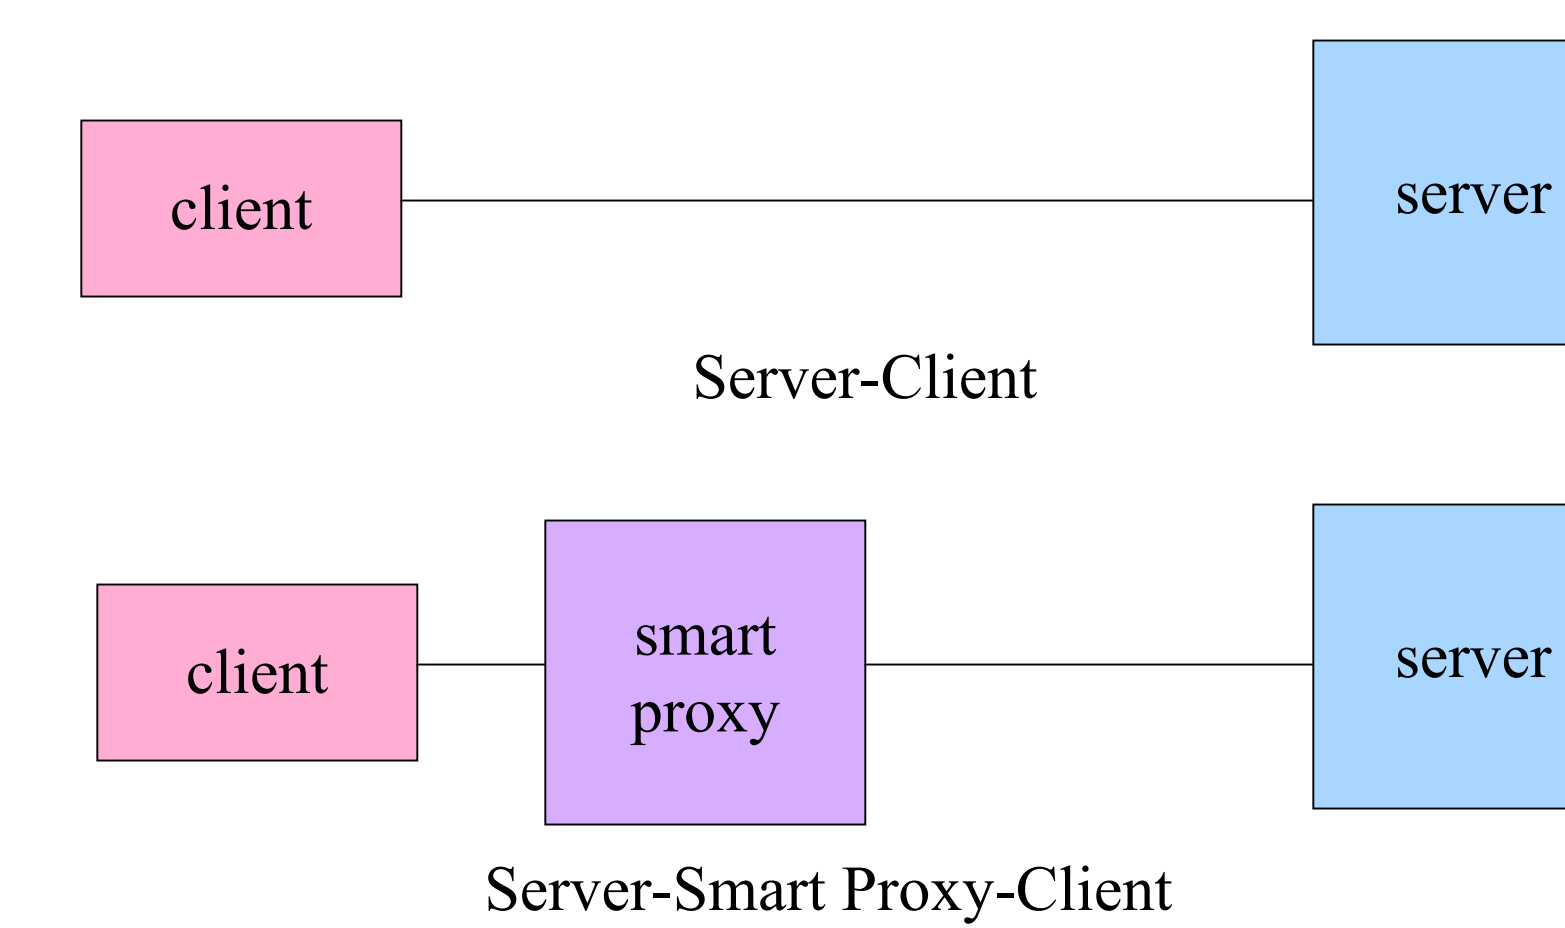 client
server
Server-Client
client
smart
proxy
server
Server-Smart Proxy-Client